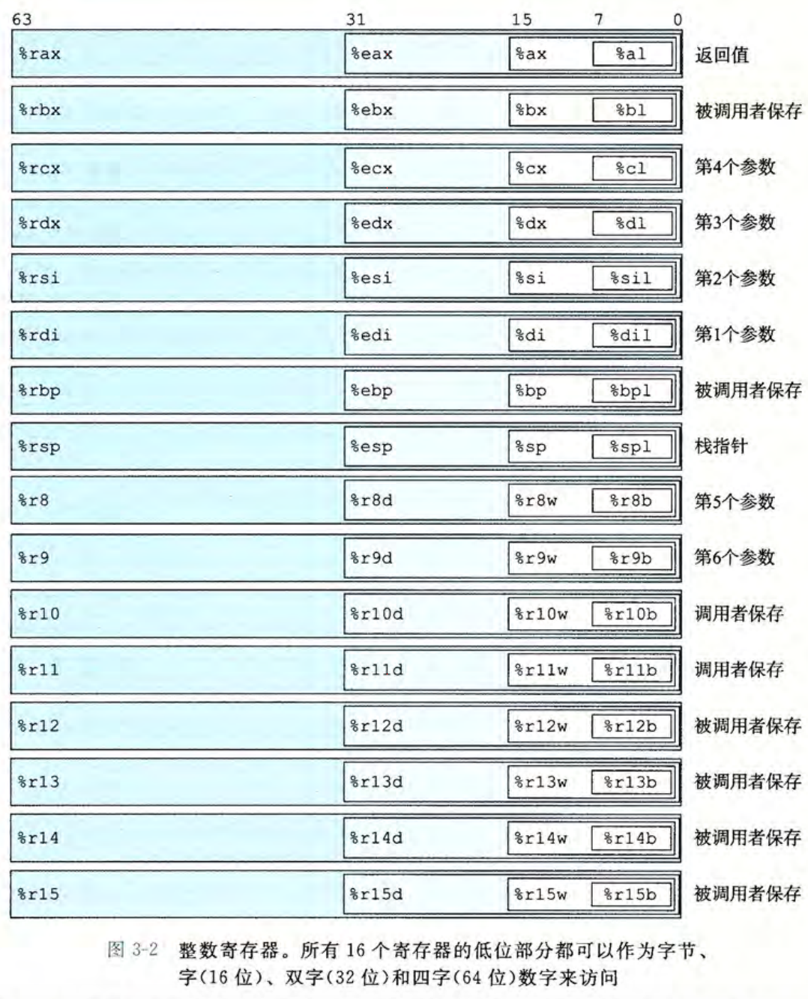 63 31 15 7 0
%rax %eax %ax %al 返回值
%rbx %ebx %bx %bl 被调用者保存
%rcx %ecx %cx %cl 第4个参数
%rdx %edx %dx %dl 第3个参数
%rsi %esi %si %sil 第2个参数
%rdi %edi %di %dil 第1个参数
%rbp %ebp %bp %bpl 被调用者保存
%rsp %esp %sp %spl 栈指针
%r8 %r8d %r8w %r8b 第5个参数
%r9 %r9d %r9w %r9b 第6个参数
%r10 %r10d %r10w %r10b 调用者保存
%r11 %r11d %r11w %r11b 调用者保存
%r12 %r12d %r12w %r12b 被调用者保存
%r13 %r13d %r13w %r13b 被调用者保存
%r14 %r14d %r14w %r14b 被调用者保存
%r15 %r15d %r15w %r15b 被调用者保存
图 3-2 整数寄存器。所有 16 个寄存器的低位部分都可以作为字节、
字(16 位)、双字(32 位)和四字(64 位)数字来访问